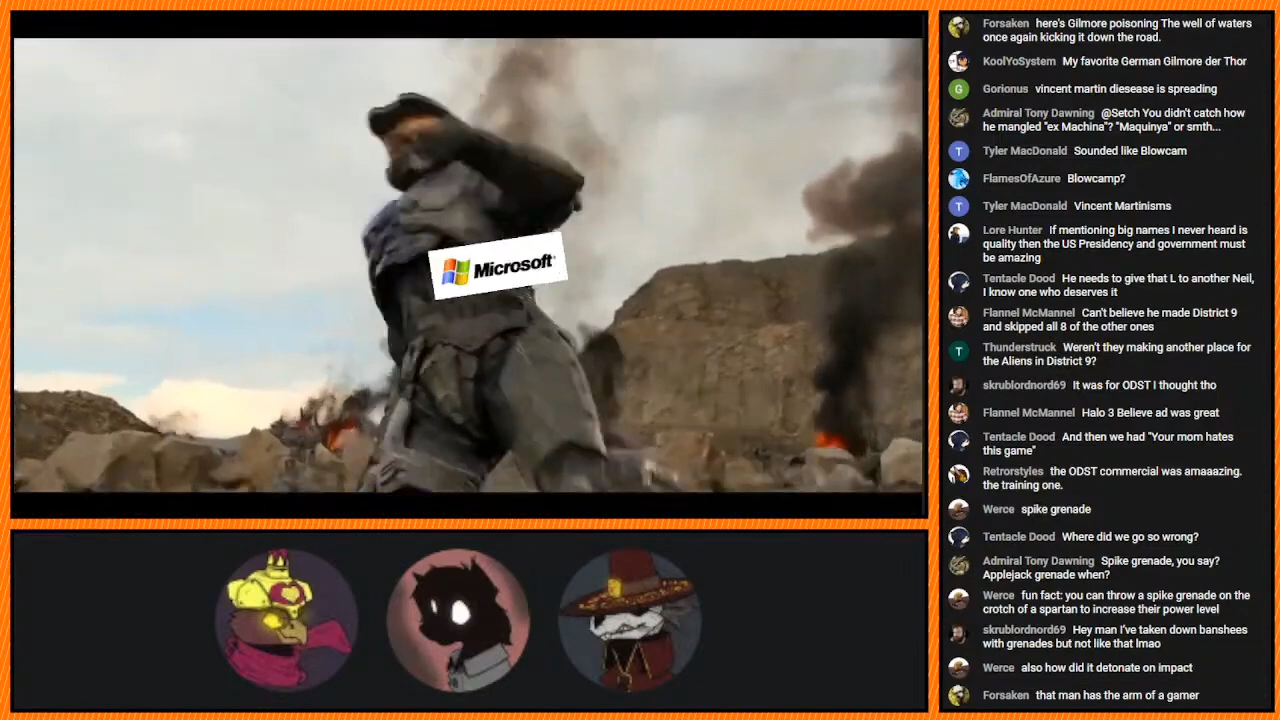 Microsoft
Forsaken here's Gilmore poisoning The well of waters
once again kicking it down the road.
KoolYoSystem My favorite German Gilmore der Thor
G
Gorionus vincent martin diesease is spreading
Admiral Tony Dawning @Setch You didn't catch how
he mangled "ex Machina"? "Maquinya" or smth...
T
Tyler MacDonald Sounded like Blowcam
FlamesOfAzure Blowcamp?
T
Tyler MacDonald Vincent Martinisms
Lore Hunter If mentioning big names I never heard is
quality then the US Presidency and government must
be amazing
Tentacle Dood He needs to give that L to another Neil,
I know one who deserves it
Flannel McMannel Can't believe he made District 9
and skipped all 8 of the other ones
T
Thunderstruck Weren't they making another place for
the Aliens in District 9?
skrublordnord69 It was for ODST I thought tho
Flannel McMannel Halo 3 Believe ad was great
Tentacle Dood And then we had "Your mom hates
this game"
Retrorstyles the ODST commercial was amaaazing.
the training one.
Werce spike grenade
Tentacle Dood Where did we go so wrong?
Admiral Tony Dawning Spike grenade, you say?
Applejack grenade when?
Werce fun fact: you can throw a spike grenade on the
crotch of a spartan to increase their power level
skrublordnord69 Hey man I've taken down banshees
with grenades but not like that lmao
Werce also how did it detonate on impact
Forsaken that man has the arm of a gamer